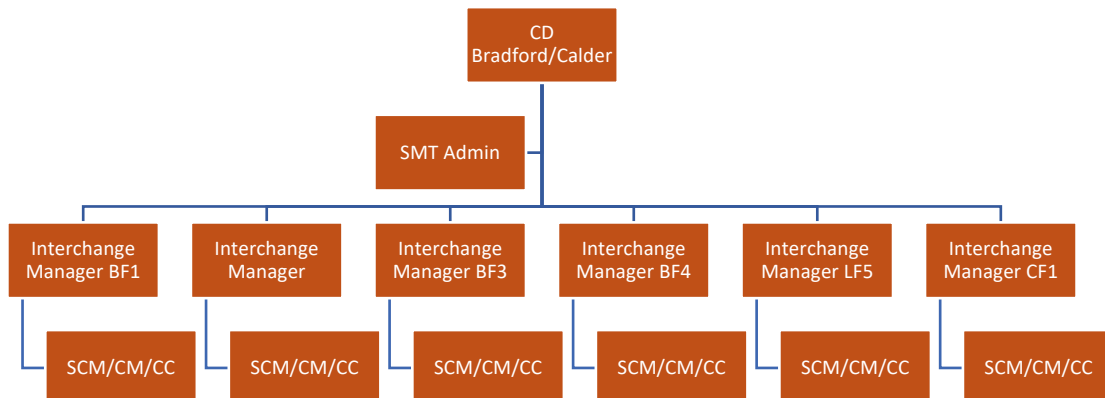 CD
Bradford/Calder
SMT Admin
Interchange
Manager BF1
Interchange
Manager
Interchange
Manager BF3
Interchange
Manager BF4
Interchange
Manager LF5
Interchange
Manager CF1
SCM/CM/CC
SCM/CM/CC
SCM/CM/CC
SCM/CM/CC
SCM/CM/CC
SCM/CM/CC